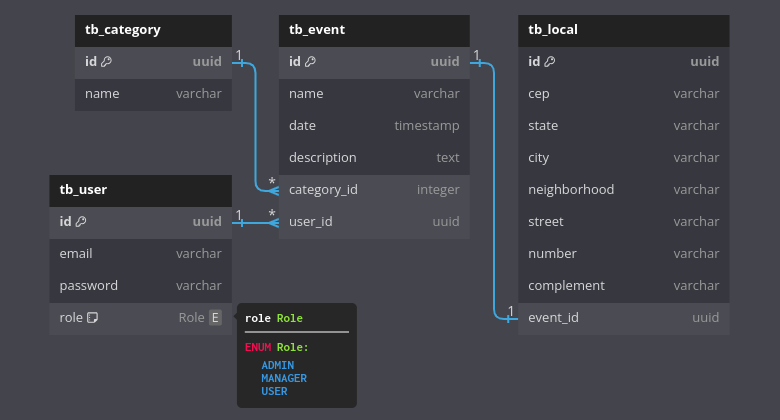 tb_category
id uuid
name varchar
tb_event
id uuid
name varchar
date timestamp
description text
category_id integer
user_id uuid
tb_local
id uuid
cep varchar
state varchar
city varchar
neighborhood varchar
street varchar
number varchar
complement varchar
event_id uuid
tb_user
id uuid
email varchar
password varchar
role Role E
1
*
1
*
1
1
role Role
ENUM Role:
ADMIN
MANAGER
USER